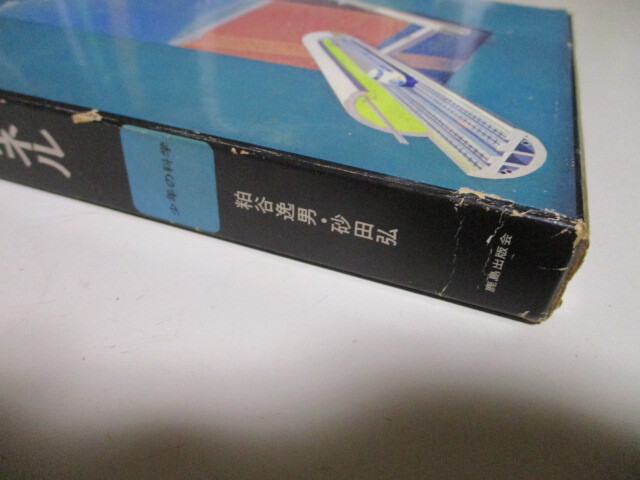 ネル
少年の科学
粕谷逸男・砂田弘
鹿島出版会